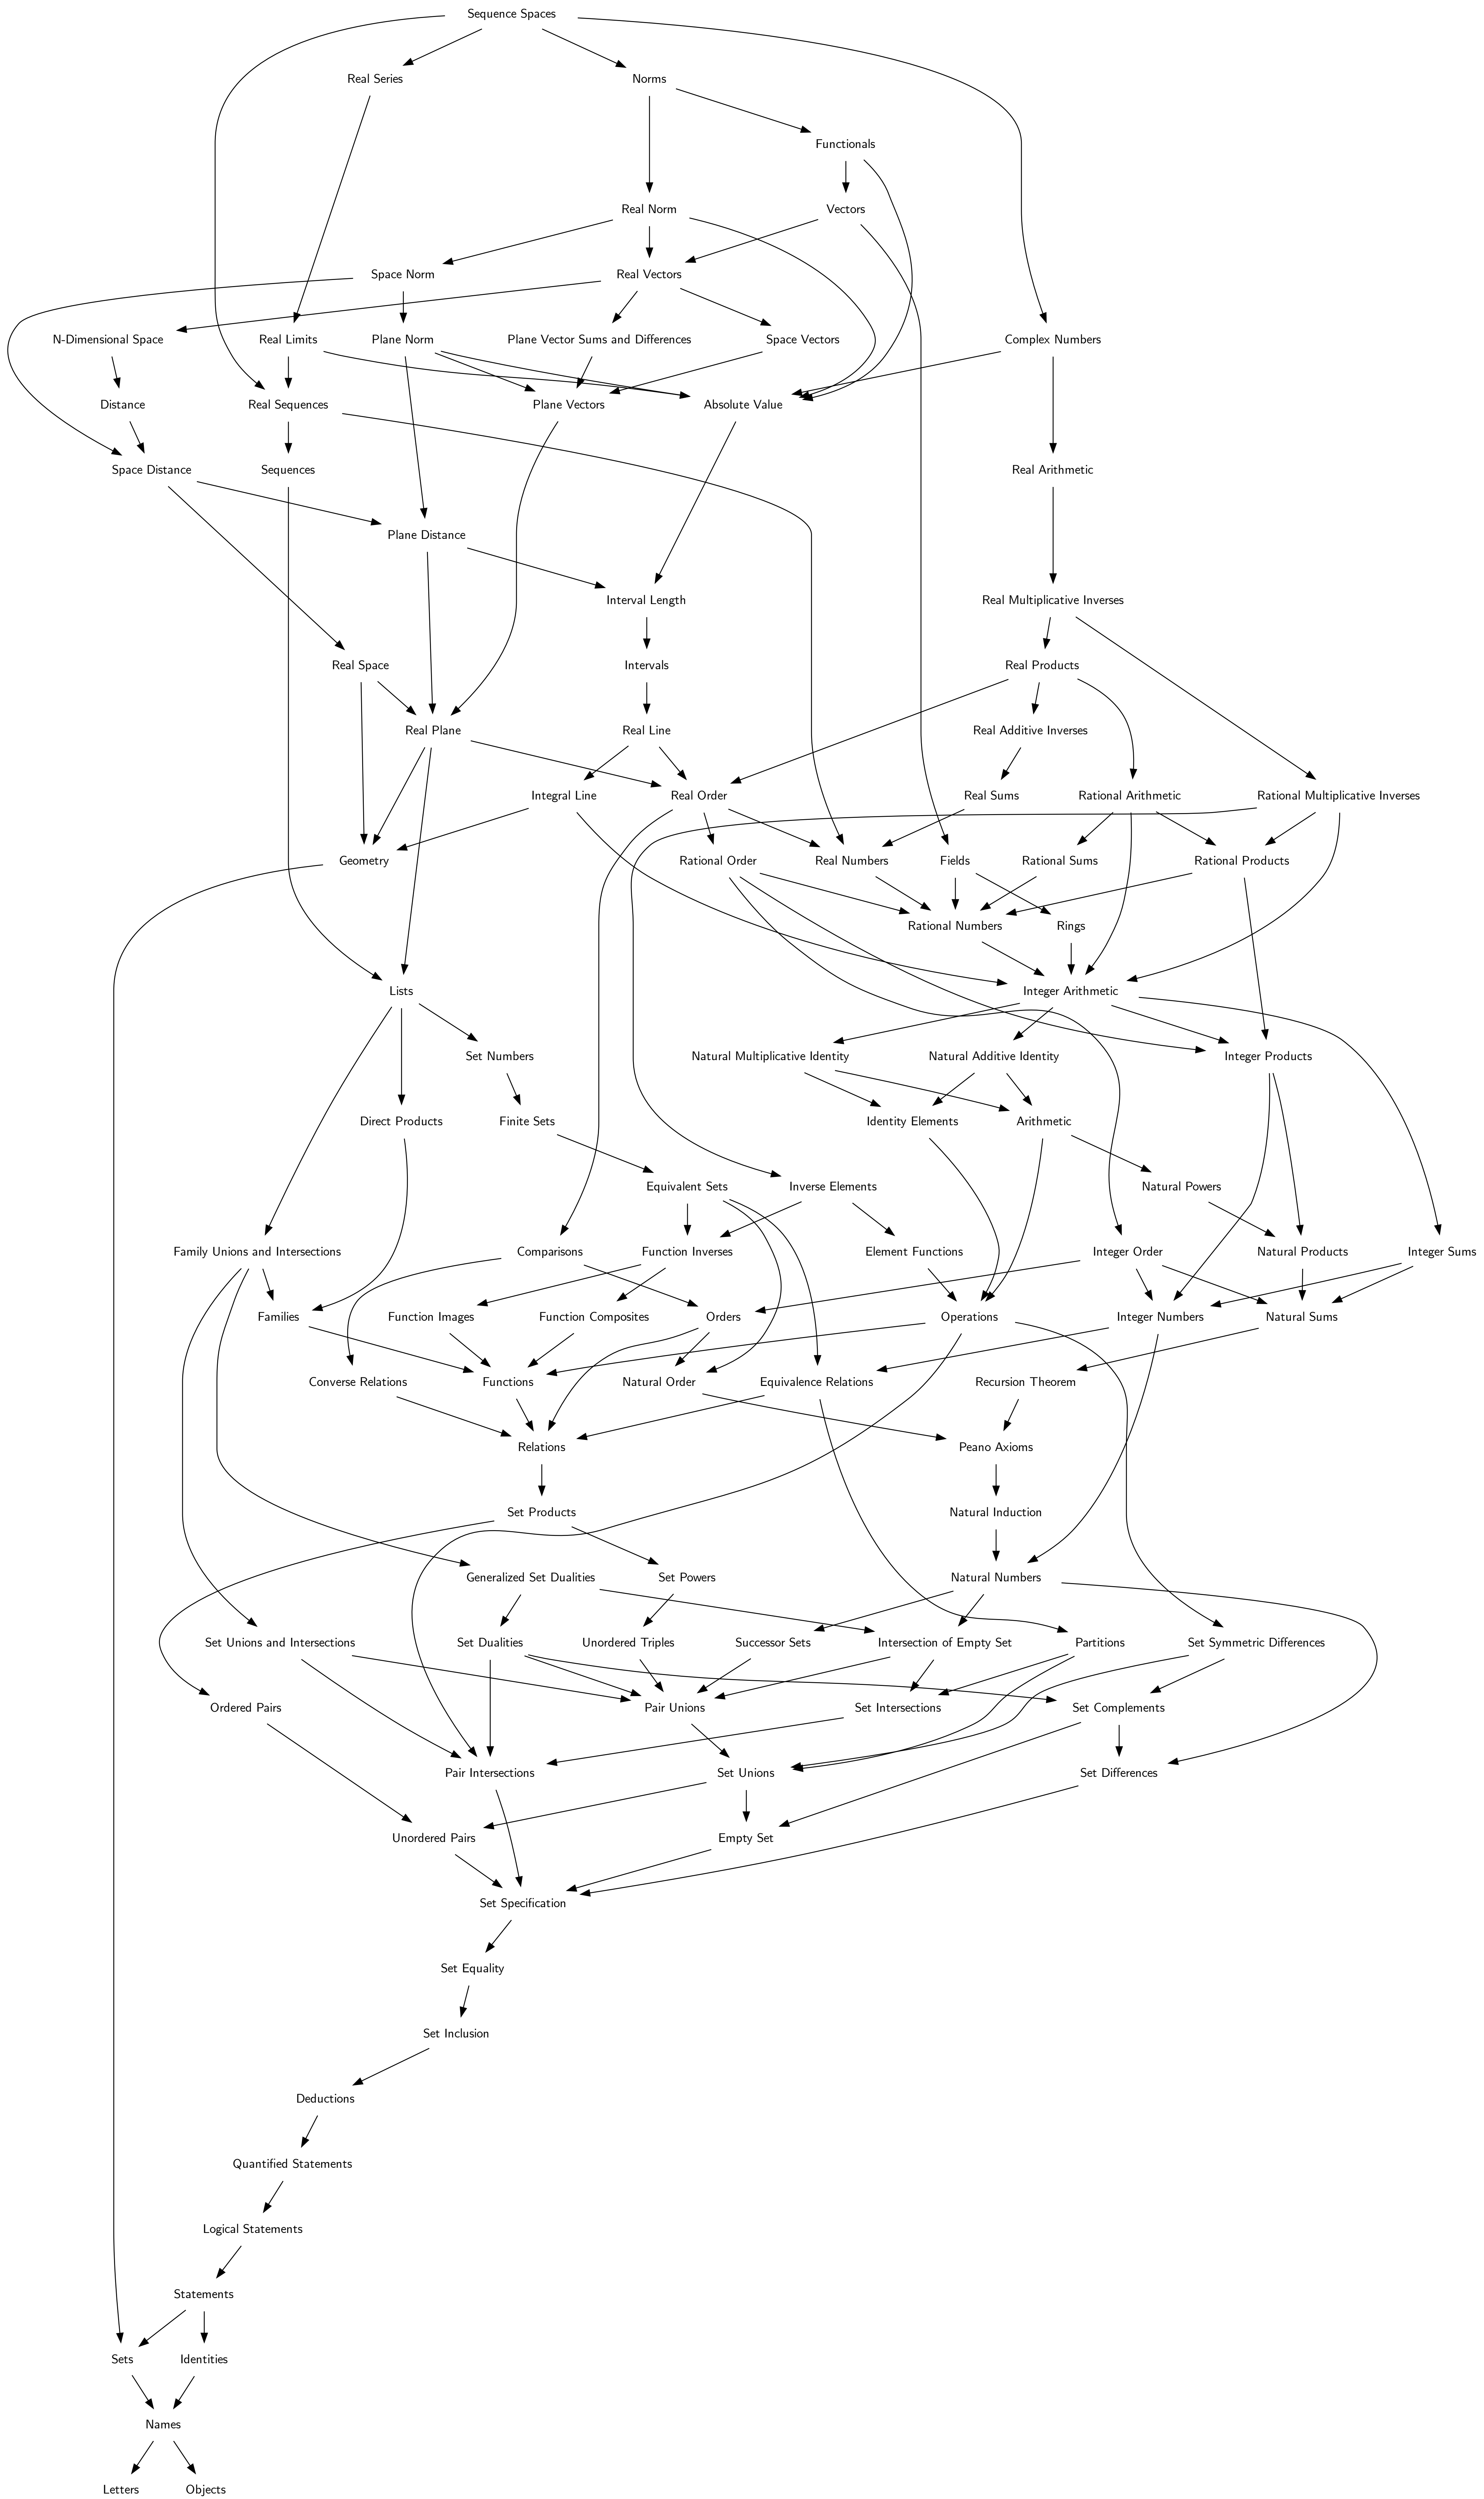 Sequence Spaces
Real Series
Norms
Functionals
Real Norm
Vectors
Space Norm
Real Vectors
N-Dimensional Space
Real Limits
Plane Norm
Plane Vector Sums and Differences
Space Vectors
Complex Numbers
Distance
Real Sequences
Plane Vectors
Absolute Value
Space Distance
Sequences
Real Arithmetic
Plane Distance
Interval Length
Real Multiplicative Inverses
Real Space
Intervals
Real Products
Real Plane
Real Line
Real Additive Inverses
Integral Line
Real Order
Real Sums
Rational Arithmetic
Rational Multiplicative Inverses
Geometry
Rational Order
Real Numbers
Fields
Rational Sums
Rational Products
Rational Numbers
Rings
Lists
Integer Arithmetic
Set Numbers
Natural Multiplicative Identity
Natural Additive Identity
Integer Products
Direct Products
Finite Sets
Identity Elements
Arithmetic
Equivalent Sets
Inverse Elements
Natural Powers
Family Unions and Intersections
Comparisons
Function Inverses
Element Functions
Integer Order
Natural Products
Integer Sums
Families
Function Images
Function Composites
Orders
Operations
Integer Numbers
Natural Sums
Converse Relations
Functions
Natural Order
Equivalence Relations
Recursion Theorem
Relations
Peano Axioms
Set Products
Natural Induction
Generalized Set Dualities
Set Powers
Natural Numbers
Set Unions and Intersections
Set Dualities
Unordered Triples
Successor Sets
Intersection of Empty Set
Partitions
Set Symmetric Differences
Ordered Pairs
Pair Unions
Set Intersections
Set Complements
Pair Intersections
Set Unions
Set Differences
Unordered Pairs
Empty Set
Set Specification
Set Equality
Set Inclusion
Deductions
Quantified Statements
Logical Statements
Statements
Sets
Identities
Names
Letters
Objects